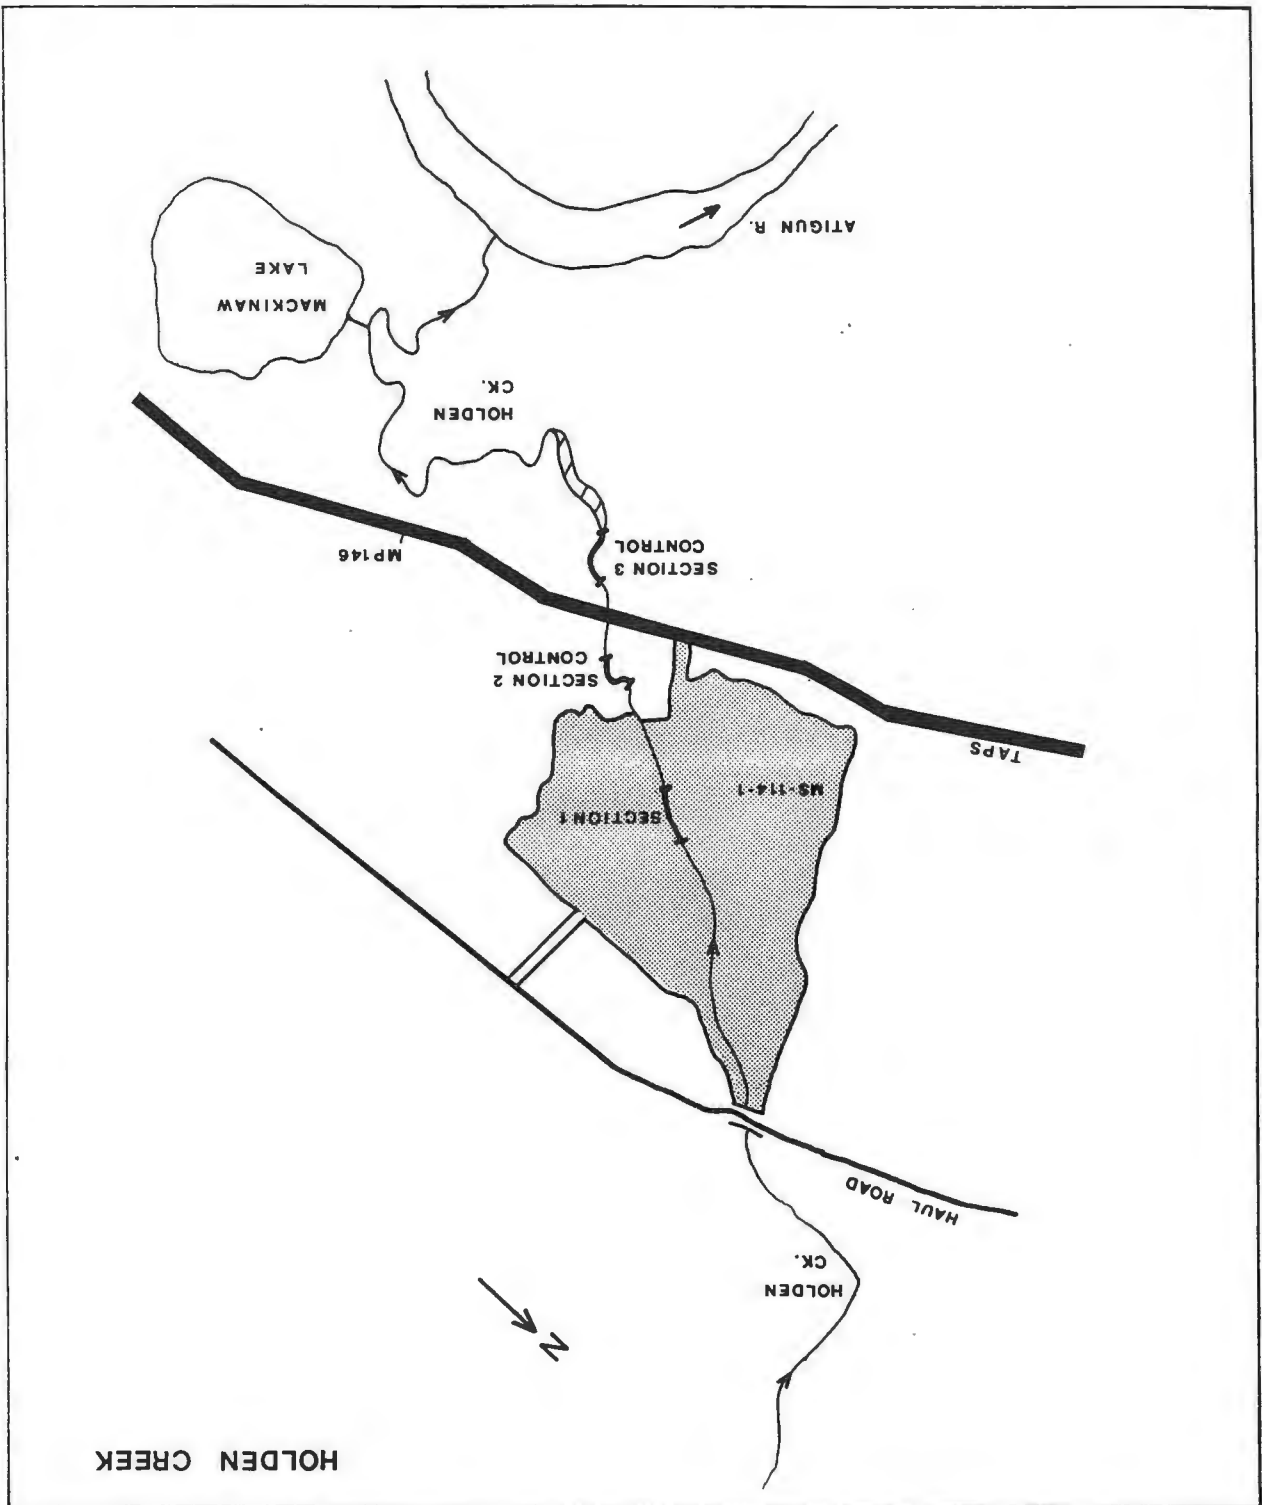 HOLDEN CREEK
N
HOLDEN
CK.
HAUL ROAD
SECTION 1
MS-114-1
TAPS
SECTION 2
CONTROL
SECTION 3
CONTROL
MP146
HOLDEN
CK.
MACKINAW
LAKE
ATIGUN R.